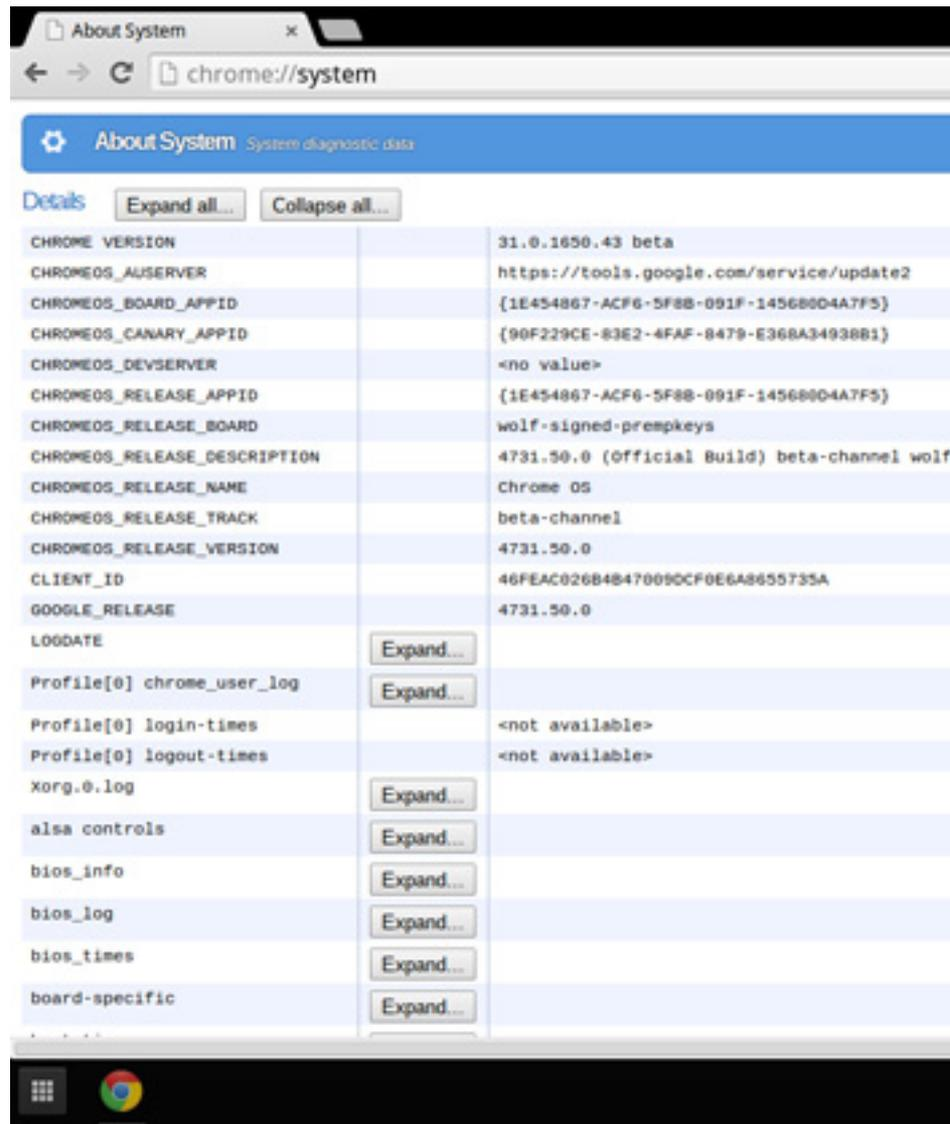 About System
chrome://system
About System System diagnostic data
Details Expand all... Collapse all...
CHROME VERSION 31.0.1650.43 beta
CHROMEOS_AUSERVER https://tools.google.com/service/update2
CHROMEOS_BOARD_APPID {1E454867-ACF6-5F8B-091F-145680D4A7F5}
CHROMEOS_CANARY_APPID {90F229CE-83E2-4FAF-8479-E368A34938B1}
CHROMEOS_DEVSERVER <no value>
CHROMEOS_RELEASE_APPID {1E454867-ACF6-5F8B-091F-145680D4A7F5}
CHROMEOS_RELEASE_BOARD wolf-signed-prempkeys
CHROMEOS_RELEASE_DESCRIPTION 4731.50.0 (Official Build) beta-channel wolf
CHROMEOS_RELEASE_NAME Chrome OS
CHROMEOS_RELEASE_TRACK beta-channel
CHROMEOS_RELEASE_VERSION 4731.50.0
CLIENT_ID 46FEAC026B4B47009DCF0E6A8655735A
GOOGLE_RELEASE 4731.50.0
LOGDATE Expand...
Profile[0] chrome_user_log Expand...
Profile[0] login-times <not available>
Profile[0] logout-times <not available>
Xorg.0.log Expand...
alsa controls Expand...
bios_info Expand...
bios_log Expand...
bios_times Expand...
board-specific Expand...